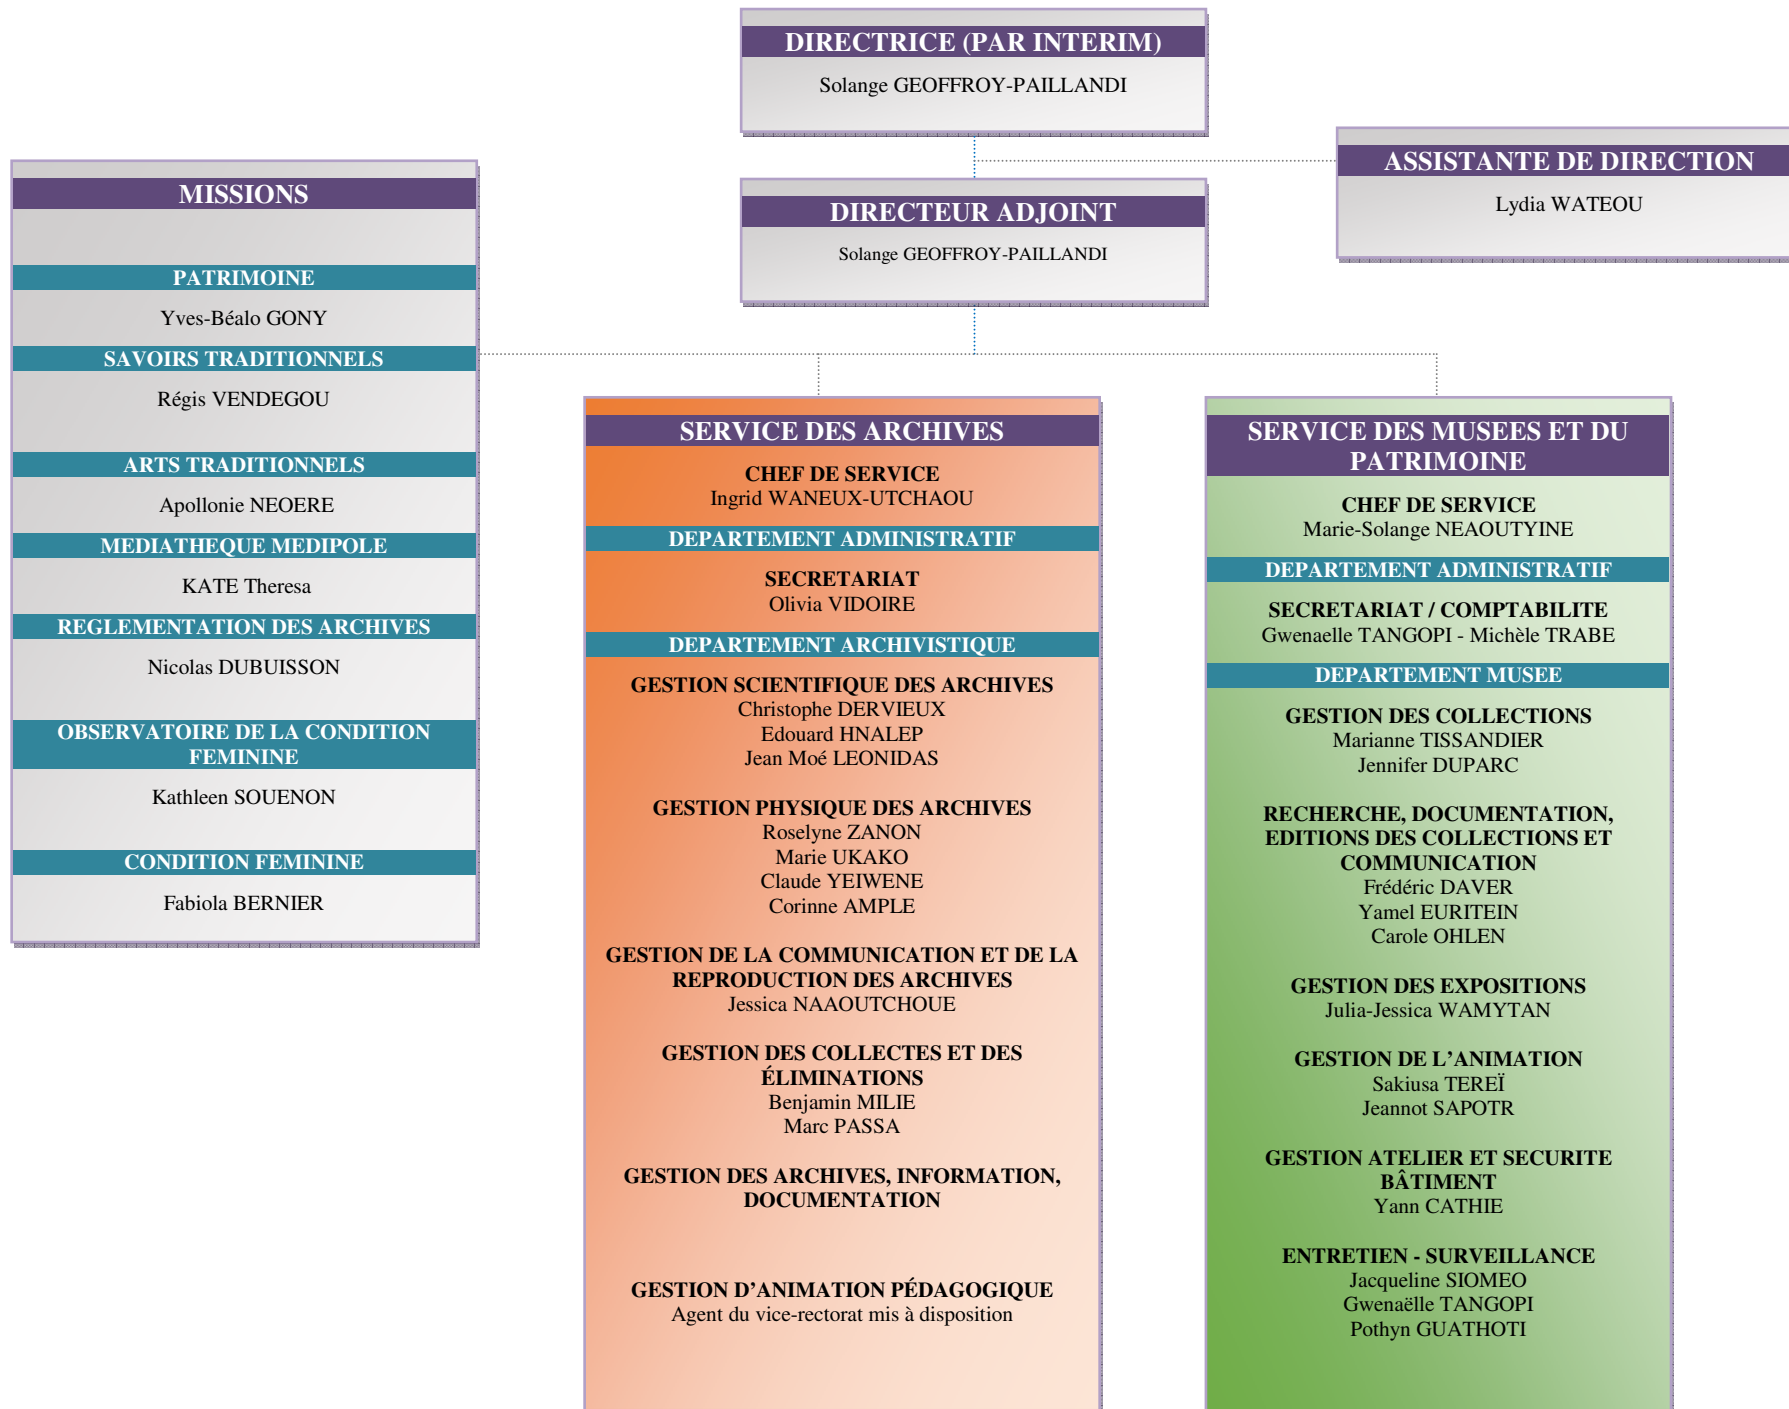 DIRECTRICE (PAR INTERIM)
Solange GEOFFROY-PAILLANDI
ASSISTANTE DE DIRECTION
Lydia WATEOU
DIRECTEUR ADJOINT
Solange GEOFFROY-PAILLANDI
MISSIONS
PATRIMOINE
Yves-Béalo GONY
SAVOIRS TRADITIONNELS
Régis VENDEGOU
ARTS TRADITIONNELS
Apollonie NEOERE
MEDIATHEQUE MEDIPOLE
KATE Theresa
REGLEMENTATION DES ARCHIVES
Nicolas DUBUISSON
OBSERVATOIRE DE LA CONDITION
FEMININE
Kathleen SOUENON
CONDITION FEMININE
Fabiola BERNIER
SERVICE DES ARCHIVES
CHEF DE SERVICE
Ingrid WANEUX-UTCHAOU
DEPARTEMENT ADMINISTRATIF
SECRETARIAT
Olivia VIDOIRE
DEPARTEMENT ARCHIVISTIQUE
GESTION SCIENTIFIQUE DES ARCHIVES
Christophe DERVIEUX
Edouard HNALEP
Jean Moé LEONIDAS
GESTION PHYSIQUE DES ARCHIVES
Roselyne ZANON
Marie UKAKO
Claude YEIWENE
Corinne AMPLE
GESTION DE LA COMMUNICATION ET DE LA
REPRODUCTION DES ARCHIVES
Jessica NAAOUTCHOUE
GESTION DES COLLECTES ET DES
ÉLIMINATIONS
Benjamin MILIE
Marc PASSA
GESTION DES ARCHIVES, INFORMATION,
DOCUMENTATION
GESTION D’ANIMATION PÉDAGOGIQUE
Agent du vice-rectorat mis à disposition
SERVICE DES MUSEES ET DU
PATRIMOINE
CHEF DE SERVICE
Marie-Solange NEAOUTYINE
DEPARTEMENT ADMINISTRATIF
SECRETARIAT / COMPTABILITE
Gwenaelle TANGOPI - Michèle TRABE
DEPARTEMENT MUSEE
GESTION DES COLLECTIONS
Marianne TISSANDIER
Jennifer DUPARC
RECHERCHE, DOCUMENTATION,
EDITIONS DES COLLECTIONS ET
COMMUNICATION
Frédéric DAVER
Yamel EURITEIN
Carole OHLEN
GESTION DES EXPOSITIONS
Julia-Jessica WAMYTAN
GESTION DE L’ANIMATION
Sakiusa TEREÏ
Jeannot SAPOTR
GESTION ATELIER ET SECURITE
BÂTIMENT
Yann CATHIE
ENTRETIEN - SURVEILLANCE
Jacqueline SIOMEO
Gwenaëlle TANGOPI
Pothyn GUATHOTI